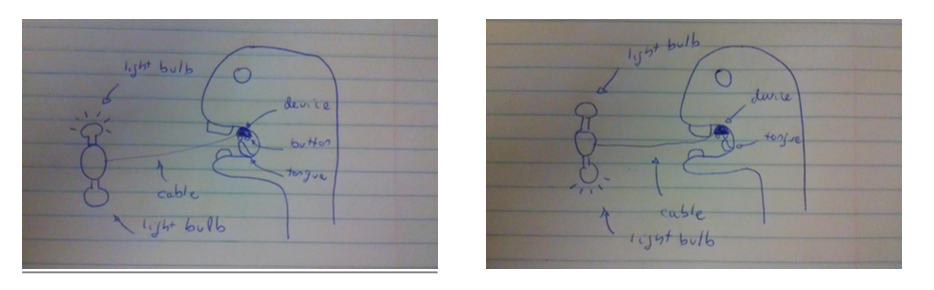 light bulb
device
button
tongue
cable
light bulb
light bulb
device
tongue
cable
light bulb